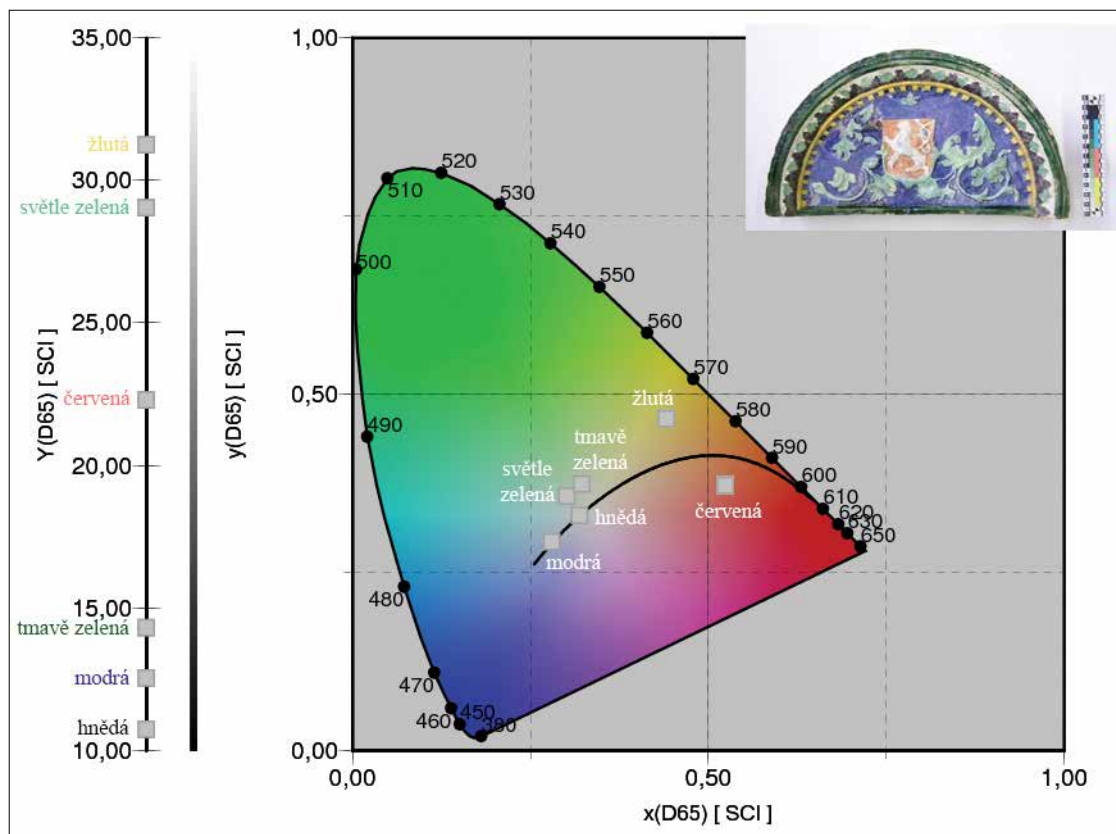 35,00
žlutá
30,00
světle zelená
25,00
červená
20,00
15,00
tmavě zelená
modrá
hnědá
10,00
Y(D65) [ SCI ]
y(D65) [ SCI ]
1,00
0,50
0,00
520
510
530
540
500
550
560
570
580
490
590
600
610
620
630
650
480
470
460
450
380
žlutá
tmavě
zelená
světle
zelená
hnědá
červená
modrá
0,00
0,50
1,00
x(D65) [ SCI ]